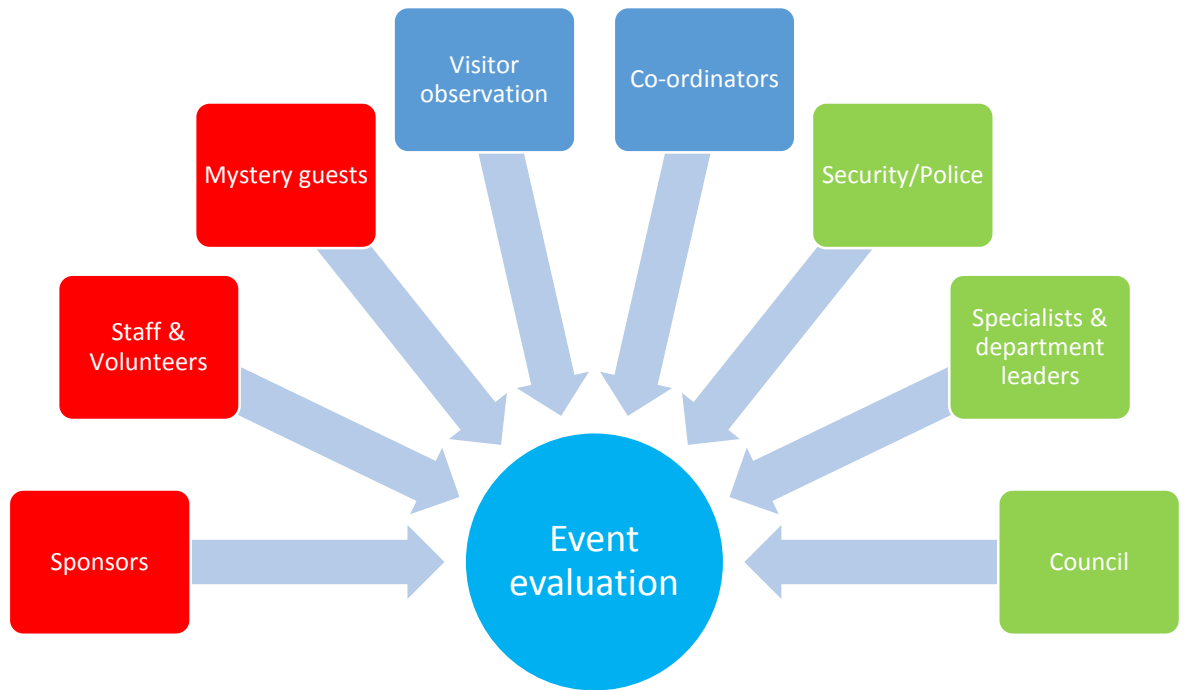 Visitor
observation
Co-ordinators
Mystery guests
Security/Police
Staff &
Volunteers
Specialists &
department
leaders
Sponsors
Event
evaluation
Council